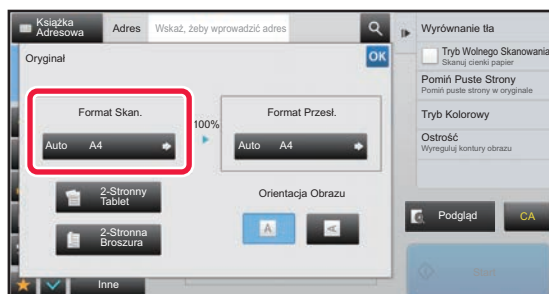 Książka
Adresowa
Adres
Wskaż, żeby wprowadzić adres
Oryginał
OK
Format Skan.
Auto A4
100%
Format Przesł.
Auto A4
2-Stronny
Tablet
2-Stronna
Broszura
Orientacja Obrazu
A
A
Inne
Wyrównanie tła
Tryb Wolnego Skanowania
Skanuj cienki papier
Pomiń Puste Strony
Pomiń puste strony w oryginale
Tryb Kolorowy
Ostrość
Wyreguluj kontury obrazu
Podgląd
CA
Start